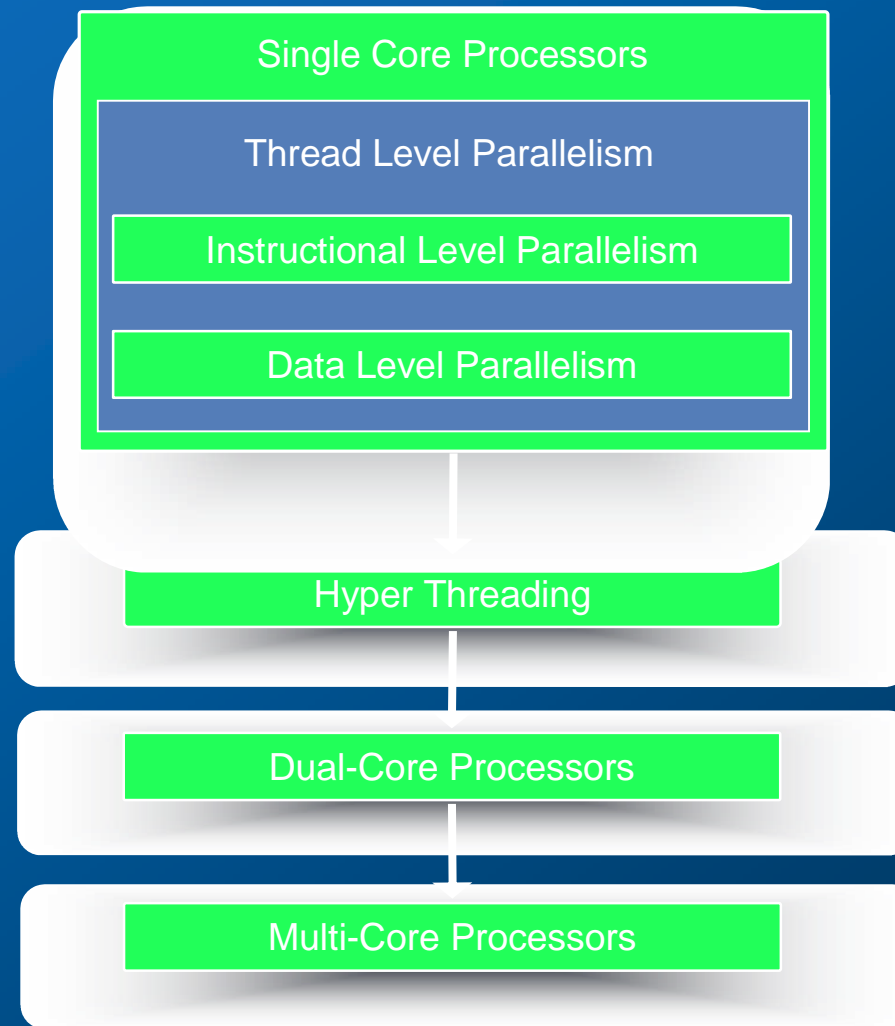 Single Core Processors
Thread Level Parallelism
Instructional Level Parallelism
Data Level Parallelism
Hyper Threading
Dual-Core Processors
Multi-Core Processors